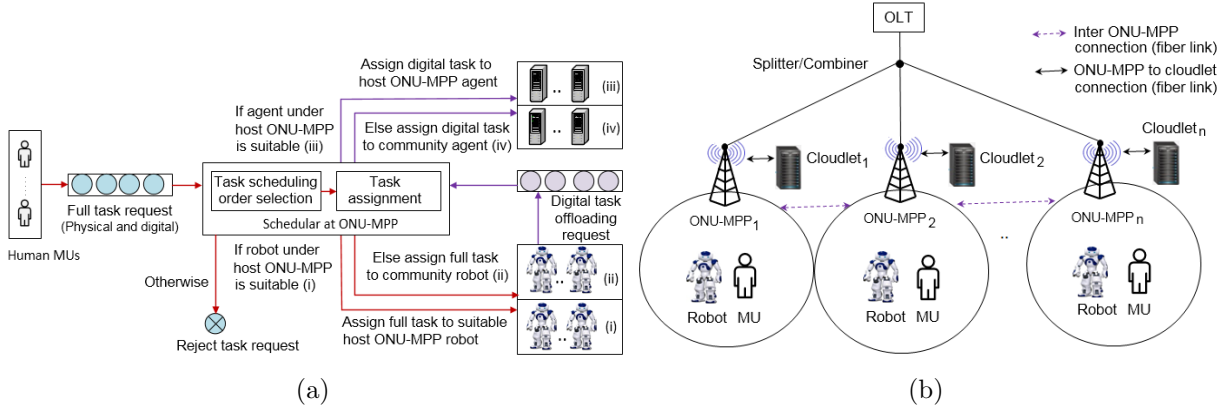 Assign digital task to
host ONU-MPP agent
(iii)
If agent under
host ONU-MPP
is suitable (iii)
Else assign digital task
to community agent (iv)
(iv)
Task scheduling
order selection
Task
assignment
Schedular at ONU-MPP
Full task request
(Physical and digital)
Human MUs
Digital task
offloading
request
Otherwise
If robot under
host ONU-MPP
is suitable (i)
Else assign full task
to community robot (ii)
(ii)
Reject task request
Assign full task to suitable
host ONU-MPP robot
(i)
(a)
OLT
Inter ONU-MPP
connection (fiber link)
ONU-MPP to cloudlet
connection (fiber link)
Splitter/Combiner
Cloudlet1
Cloudlet2
Cloudletn
ONU-MPP1
ONU-MPP2
ONU-MPPn
..
Robot MU
Robot MU
Robot MU
(b)